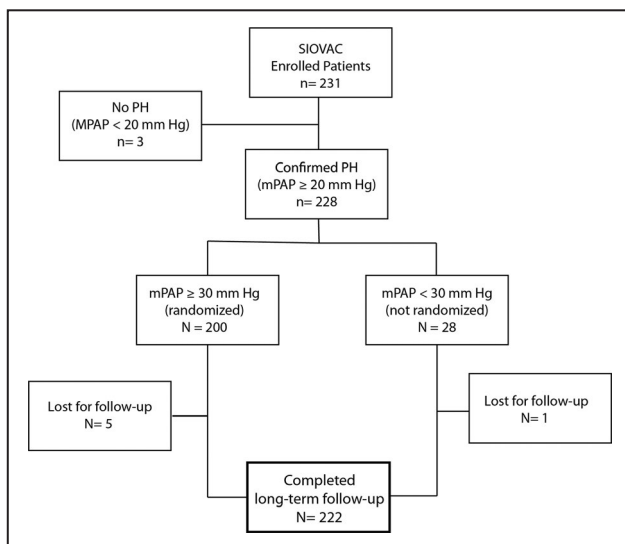 SIOVAC
Enrolled Patients
n= 231
No PH
(MPAP < 20 mm Hg)
n= 3
Confirmed PH
(mPAP ≥ 20 mm Hg)
n= 228
mPAP ≥ 30 mm Hg
(randomized)
N = 200
mPAP < 30 mm Hg
(not randomized)
N = 28
Lost for follow-up
N= 5
Lost for follow-up
N= 1
Completed
long-term follow-up
N= 222